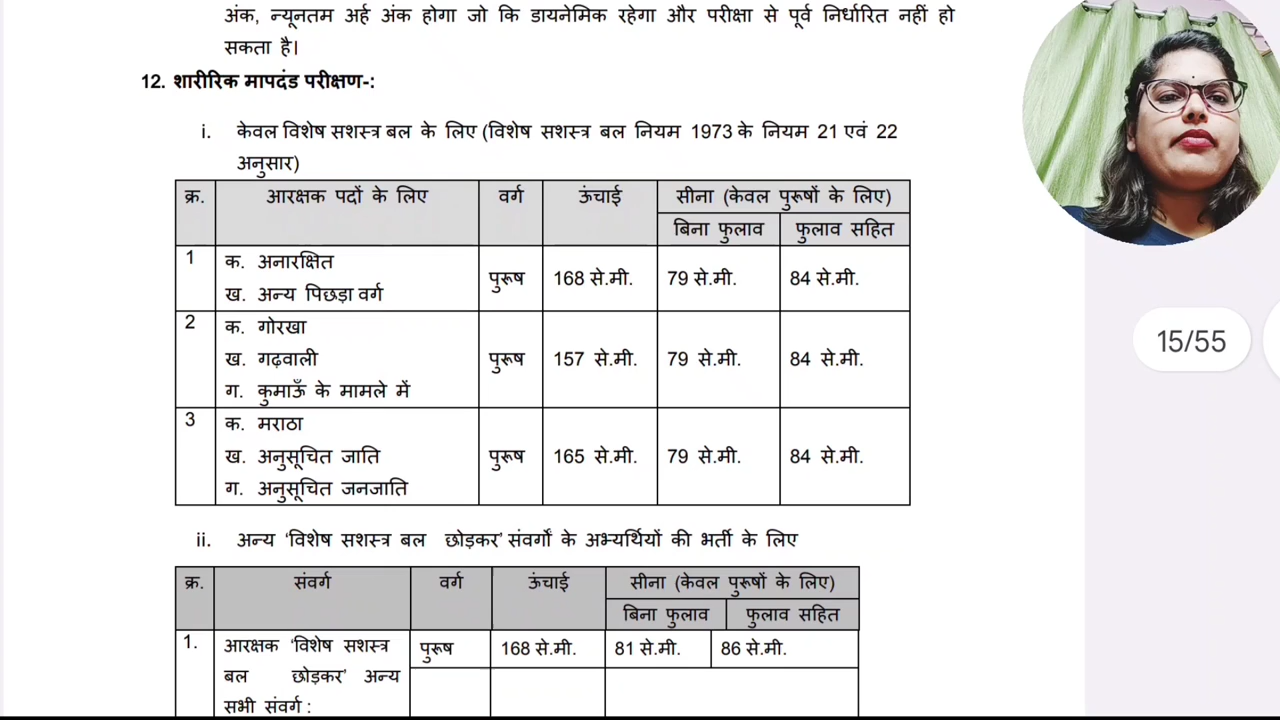 अंक, न्यूनतम अर्ह अंक होगा जो कि डायनेमिक रहेगा और परीक्षा से पूर्व निर्धारित नहीं हो
सकता है।
12. शारीरिक मापदंड परीक्षण-:
i. केवल विशेष सशस्त्र बल के लिए (विशेष सशस्त्र बल नियम 1973 के नियम 21 एवं 22
अनुसार)
क्र. आरक्षक पदों के लिए वर्ग ऊंचाई सीना (केवल पुरूषों के लिए)
बिना फुलाव फुलाव सहित
1 क. अनारक्षित
ख. अन्य पिछड़ा वर्ग
पुरूष 168 से.मी. 79 से.मी. 84 से.मी.
2 क. गोरखा
ख. गढ़वाली
ग. कुमाऊँ के मामले में
पुरूष 157 से.मी. 79 से.मी. 84 से.मी.
3 क. मराठा
ख. अनुसूचित जाति
ग. अनुसूचित जनजाति
पुरूष 165 से.मी. 79 से.मी. 84 से.मी.
ii. अन्य 'विशेष सशस्त्र बल छोड़कर' संवर्गों के अभ्यर्थियों की भर्ती के लिए
क्र. संवर्ग वर्ग ऊंचाई सीना (केवल पुरूषों के लिए)
बिना फुलाव फुलाव सहित
1. आरक्षक 'विशेष सशस्त्र
बल छोड़कर' अन्य
सभी संवर्ग :
पुरूष 168 से.मी. 81 से.मी. 86 से.मी.
15/55